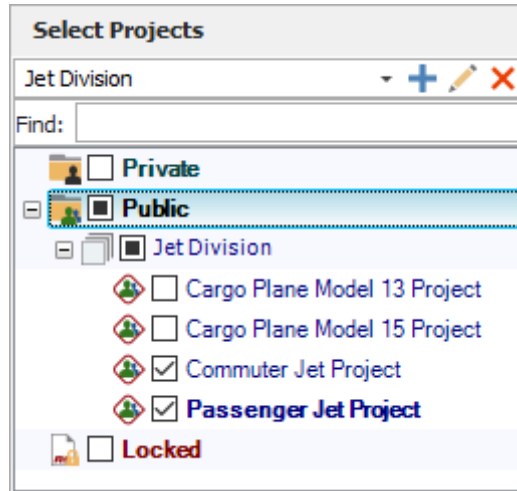 Select Projects
Jet Division
Find:
Private
Public
Jet Division
Cargo Plane Model 13 Project
Cargo Plane Model 15 Project
Commuter Jet Project
Passenger Jet Project
Locked